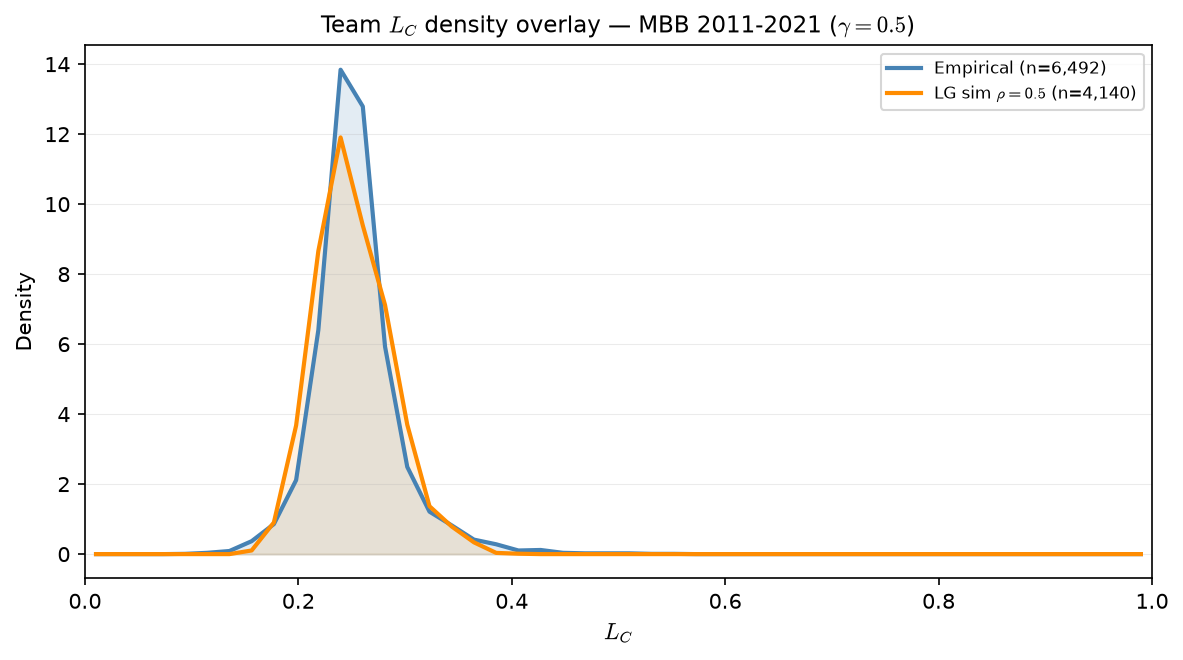 Team L_C density overlay — MBB 2011-2021 (γ = 0.5)
Empirical (n=6,492)
LG sim ρ = 0.5 (n=4,140)
Density
14
12
10
8
6
4
2
0
0.0 0.2 0.4 0.6 0.8 1.0
L_C